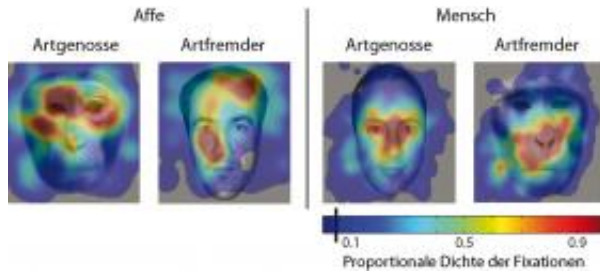 Affe
Mensch
Artgenosse
Artfremder
Artgenosse
Artfremder
0.1
0.5
0.9
Proportionale Dichte der Fixationen